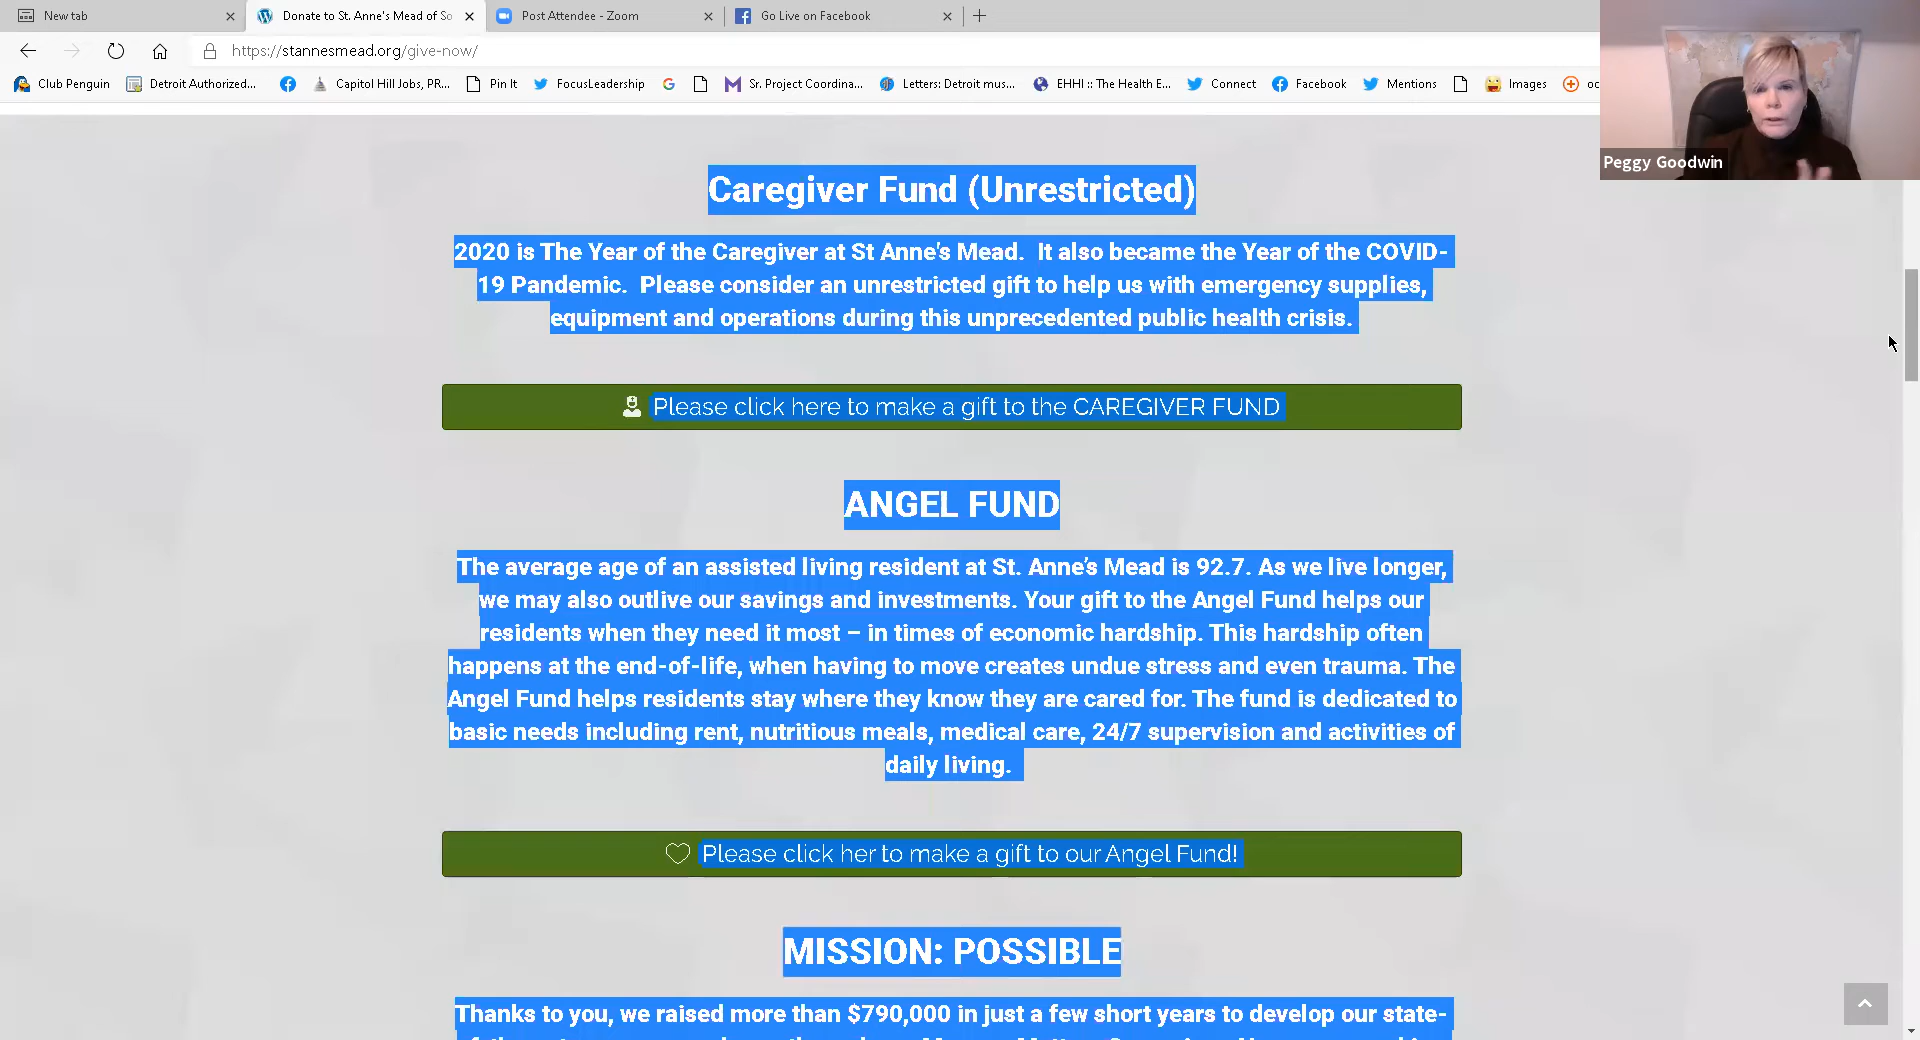 New tab
Donate to St. Anne's Mead of So
Post Attendee - Zoom
Go Live on Facebook
https://stannesmead.org/give-now/
Club Penguin
Detroit Authorized...
Capitol Hill Jobs, PR...
Pin It
FocusLeadership
Sr. Project Coordina...
Letters: Detroit mus...
EHHI :: The Health E...
Connect
Facebook
Mentions
Images
oc
Peggy Goodwin
Caregiver Fund (Unrestricted)
2020 is The Year of the Caregiver at St Anne's Mead. It also became the Year of the COVID-
19 Pandemic. Please consider an unrestricted gift to help us with emergency supplies,
equipment and operations during this unprecedented public health crisis.
Please click here to make a gift to the CAREGIVER FUND
ANGEL FUND
The average age of an assisted living resident at St. Anne’s Mead is 92.7. As we live longer,
we may also outlive our savings and investments. Your gift to the Angel Fund helps our
residents when they need it most – in times of economic hardship. This hardship often
happens at the end-of-life, when having to move creates undue stress and even trauma. The
Angel Fund helps residents stay where they know they are cared for. The fund is dedicated to
basic needs including rent, nutritious meals, medical care, 24/7 supervision and activities of
daily living.
Please click her to make a gift to our Angel Fund!
MISSION: POSSIBLE
Thanks to you, we raised more than $790,000 in just a few short years to develop our state-